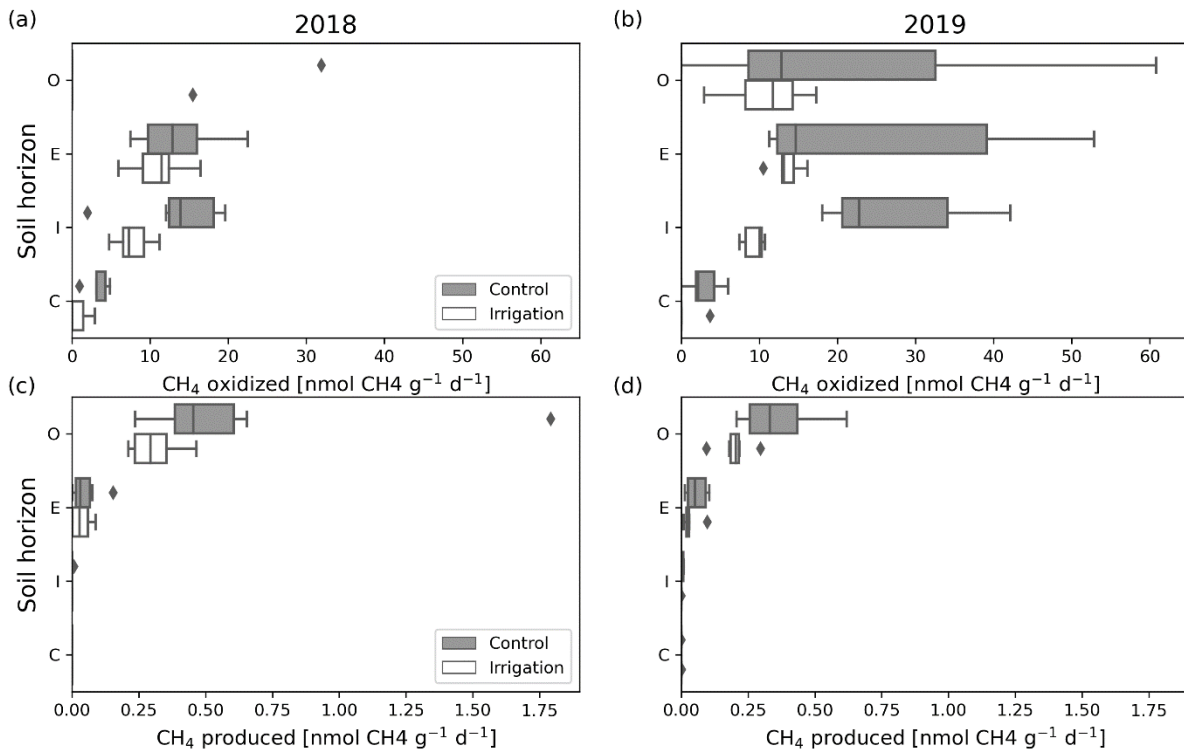 (a)
2018
O
E
I
C
Soil horizon
Control
Irrigation
0 10 20 30 40 50 60
CH₄ oxidized [nmol CH4 g⁻¹ d⁻¹]
(b)
2019
O
E
I
C
0 10 20 30 40 50 60
CH₄ oxidized [nmol CH4 g⁻¹ d⁻¹]
(c)
O
E
I
C
Soil horizon
Control
Irrigation
0.00 0.25 0.50 0.75 1.00 1.25 1.50 1.75
CH₄ produced [nmol CH4 g⁻¹ d⁻¹]
(d)
O
E
I
C
0.00 0.25 0.50 0.75 1.00 1.25 1.50 1.75
CH₄ produced [nmol CH4 g⁻¹ d⁻¹]